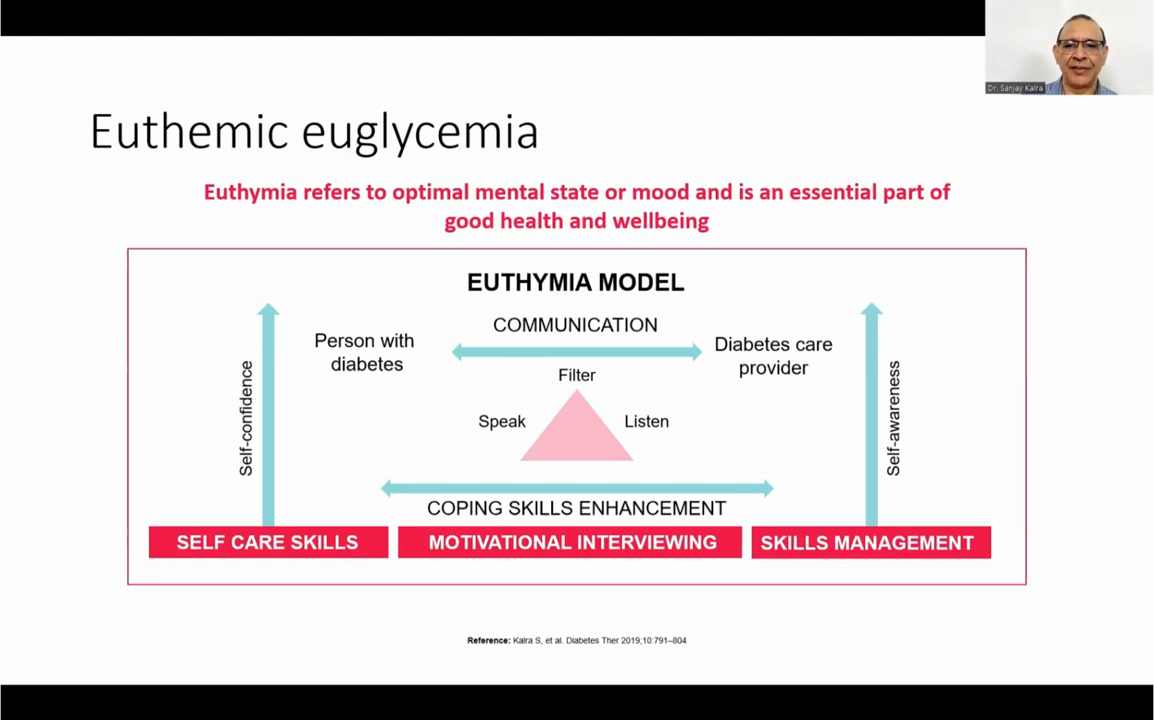 Dr. Sanjay Kalra
Euthemic euglycemia
Euthymia refers to optimal mental state or mood and is an essential part of
good health and wellbeing
EUTHYMIA MODEL
COMMUNICATION
Person with
diabetes
Diabetes care
provider
Filter
Speak
Listen
Self-confidence
Self-awareness
COPING SKILLS ENHANCEMENT
SELF CARE SKILLS
MOTIVATIONAL INTERVIEWING
SKILLS MANAGEMENT
Reference: Kalra S, et al. Diabetes Ther 2019;10:791–804